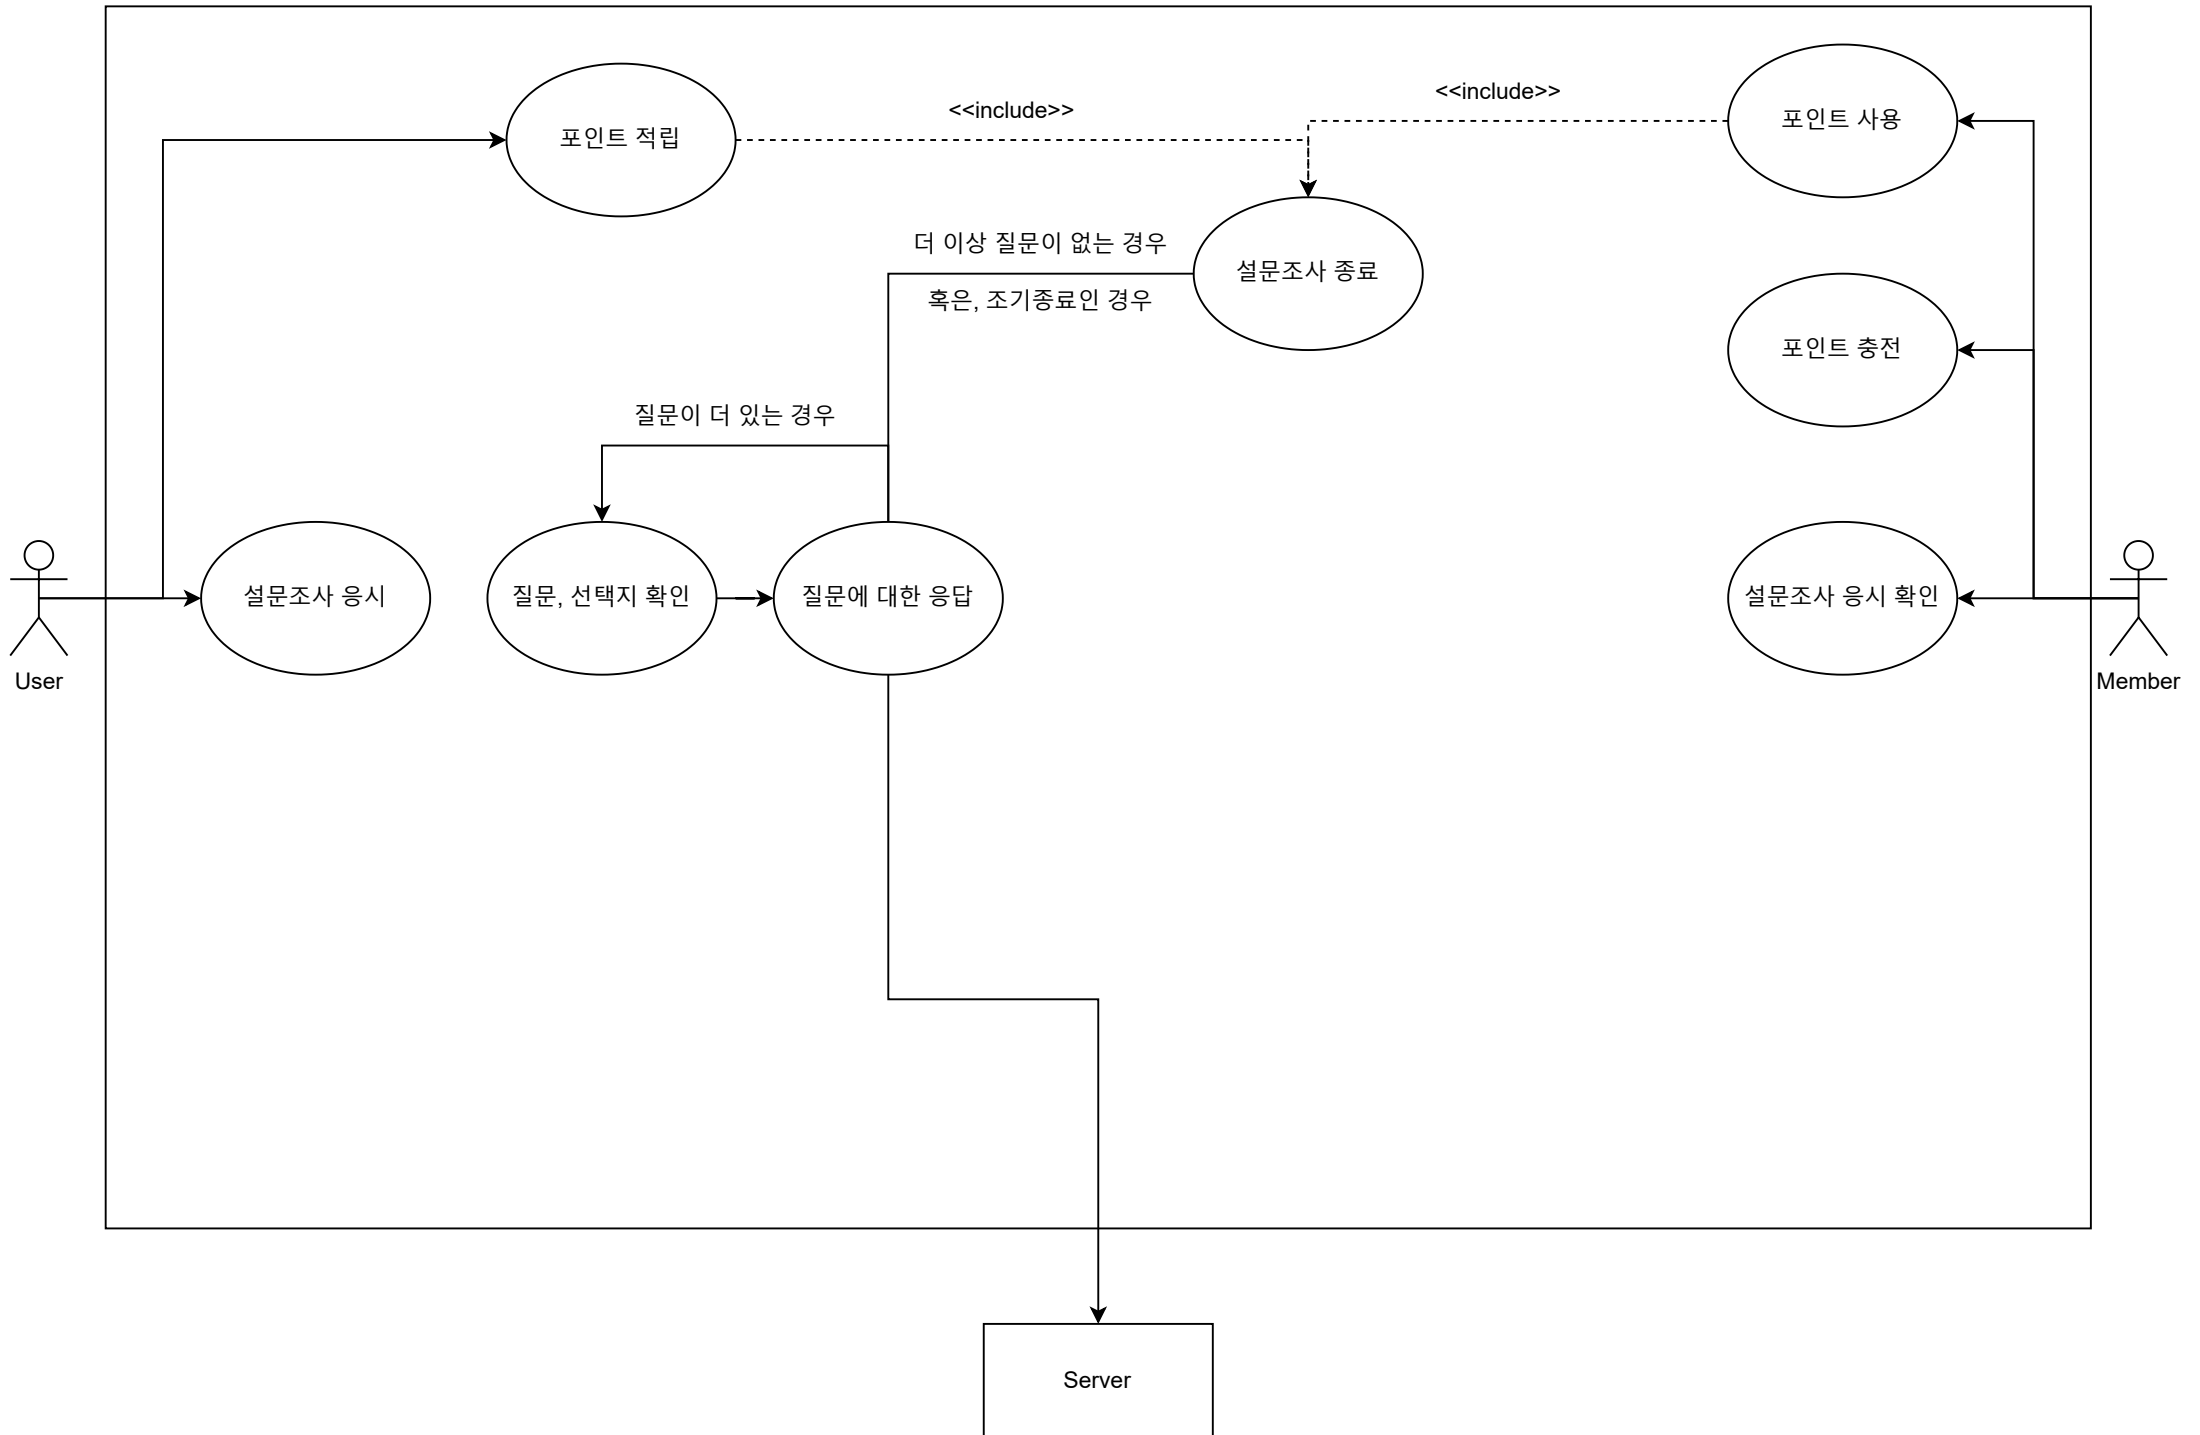 <<include>>
<<include>>
포인트 적립
포인트 사용
더 이상 질문이 없는 경우
설문조사 종료
혹은, 조기종료인 경우
포인트 충전
질문이 더 있는 경우
설문조사 응시
질문, 선택지 확인
질문에 대한 응답
설문조사 응시 확인
User
Member
Server